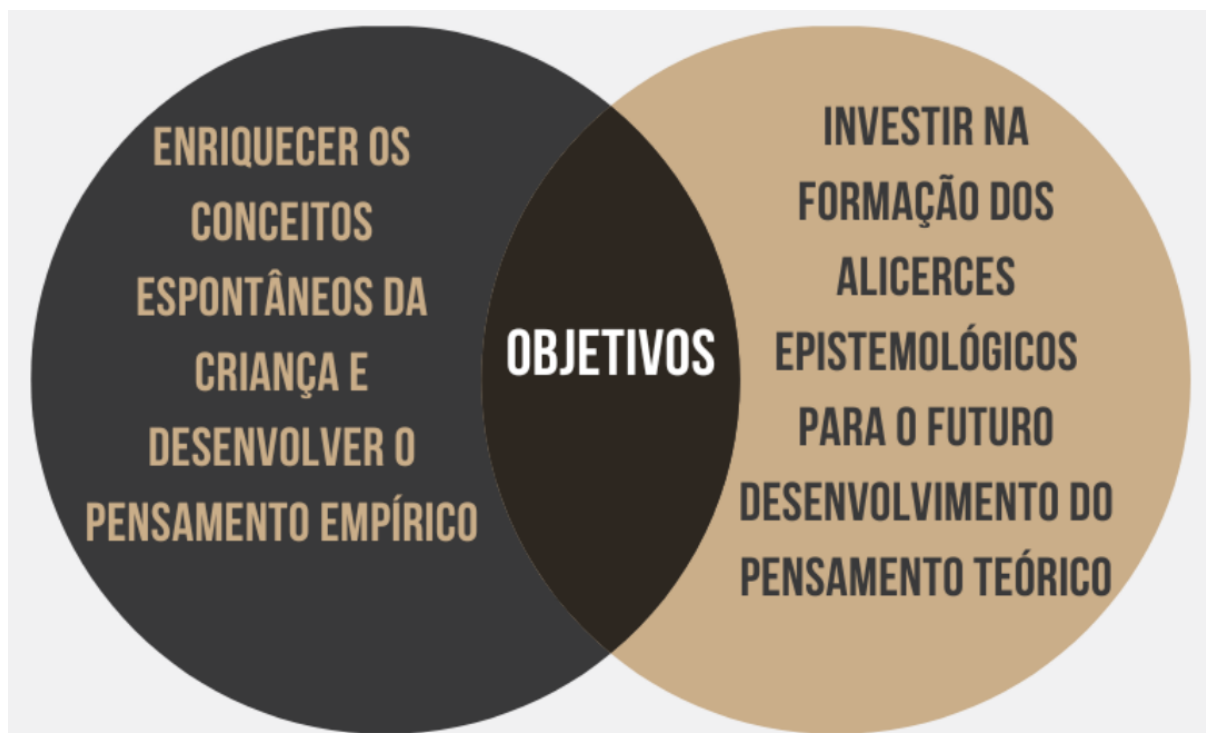 ENRIQUECER OS
CONCEITOS
ESPONTÂNEOS DA
CRIANÇA E
DESENVOLVER O
PENSAMENTO EMPÍRICO
OBJETIVOS
INVESTIR NA
FORMAÇÃO DOS
ALICERCES
EPISTEMOLÓGICOS
PARA O FUTURO
DESENVOLVIMENTO DO
PENSAMENTO TEÓRICO